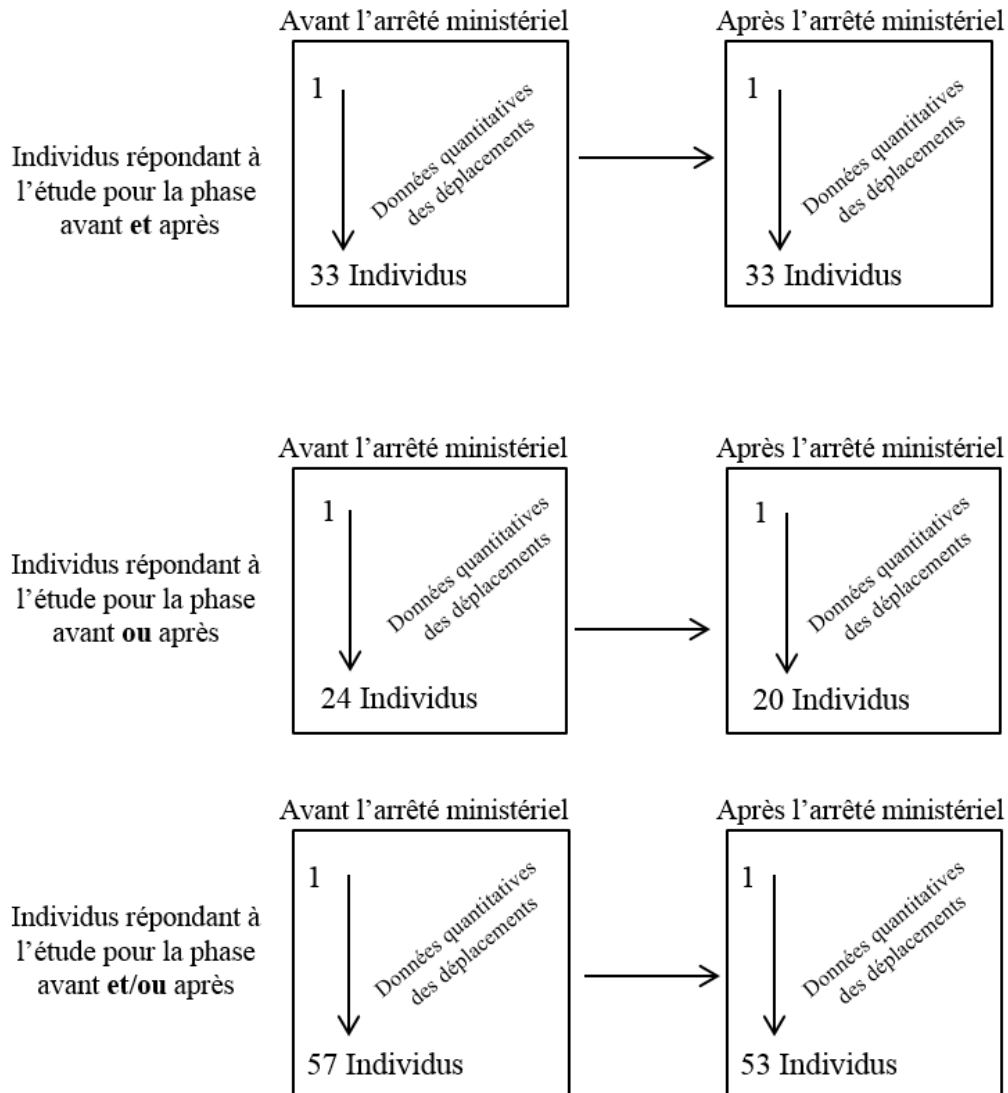 Avant l'arrêté ministériel
Après l'arrêté ministériel
Individus répondant à
l'étude pour la phase
avant et après
1
Données quantitatives
des déplacements
33 Individus
1
Données quantitatives
des déplacements
33 Individus
Avant l'arrêté ministériel
Après l'arrêté ministériel
Individus répondant à
l'étude pour la phase
avant ou après
1
Données quantitatives
des déplacements
24 Individus
1
Données quantitatives
des déplacements
20 Individus
Avant l'arrêté ministériel
Après l'arrêté ministériel
Individus répondant à
l'étude pour la phase
avant et/ou après
1
Données quantitatives
des déplacements
57 Individus
1
Données quantitatives
des déplacements
53 Individus